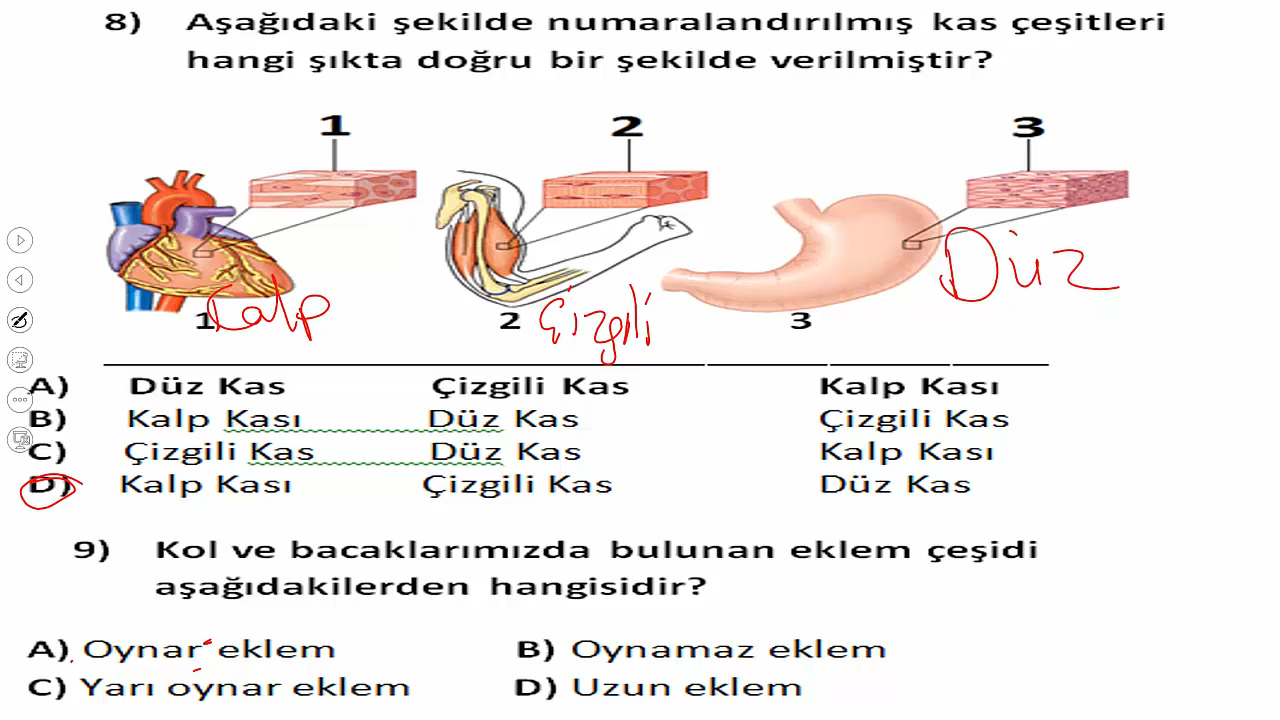 8) Aşağıdaki şekilde numaralandırılmış kas çeşitleri
hangi şıkta doğru bir şekilde verilmiştir?
1 2 3
Düz
1 Kalp 2 Çizgili 3
A) Düz Kas Çizgili Kas Kalp Kası
B) Kalp Kası Düz Kas Çizgili Kas
C) Çizgili Kas Düz Kas Kalp Kası
D) Kalp Kası Çizgili Kas Düz Kas
9) Kol ve bacaklarımızda bulunan eklem çeşidi
aşağıdakilerden hangisidir?
A) Oynar eklem B) Oynamaz eklem
C) Yarı oynar eklem D) Uzun eklem